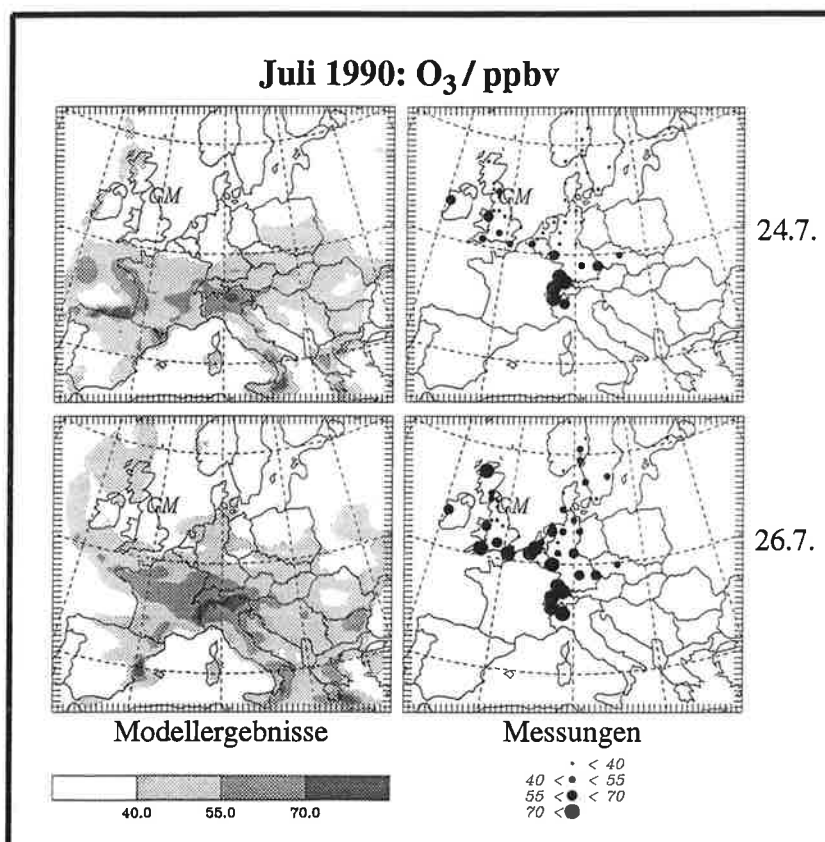 Juli 1990: O₃ / ppbv
GM
GM
24.7.
GM
GM
26.7.
Modellergebnisse
Messungen
40.0 55.0 70.0
· < 40
40 < • < 55
55 < • < 70
70 < •